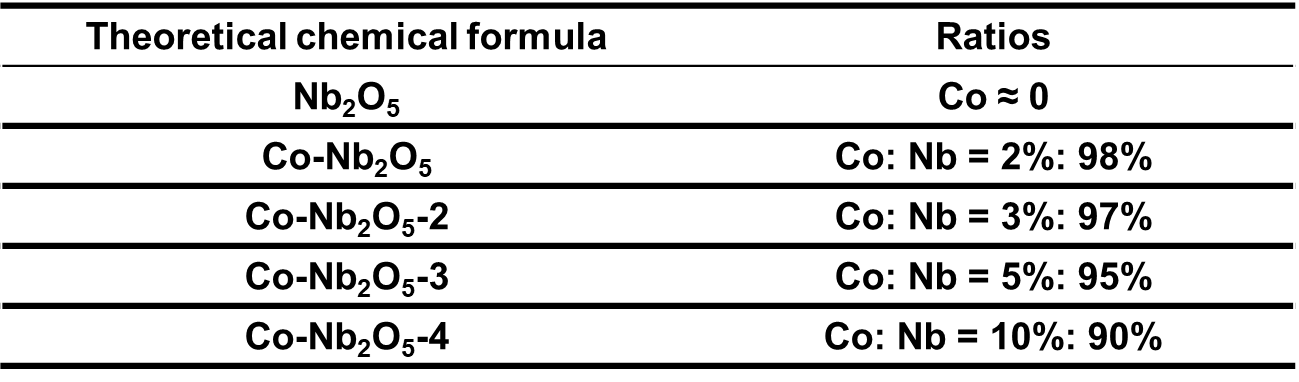 Theoretical chemical formula Ratios
Nb₂O₅ Co ≈ 0
Co-Nb₂O₅ Co: Nb = 2%: 98%
Co-Nb₂O₅-2 Co: Nb = 3%: 97%
Co-Nb₂O₅-3 Co: Nb = 5%: 95%
Co-Nb₂O₅-4 Co: Nb = 10%: 90%